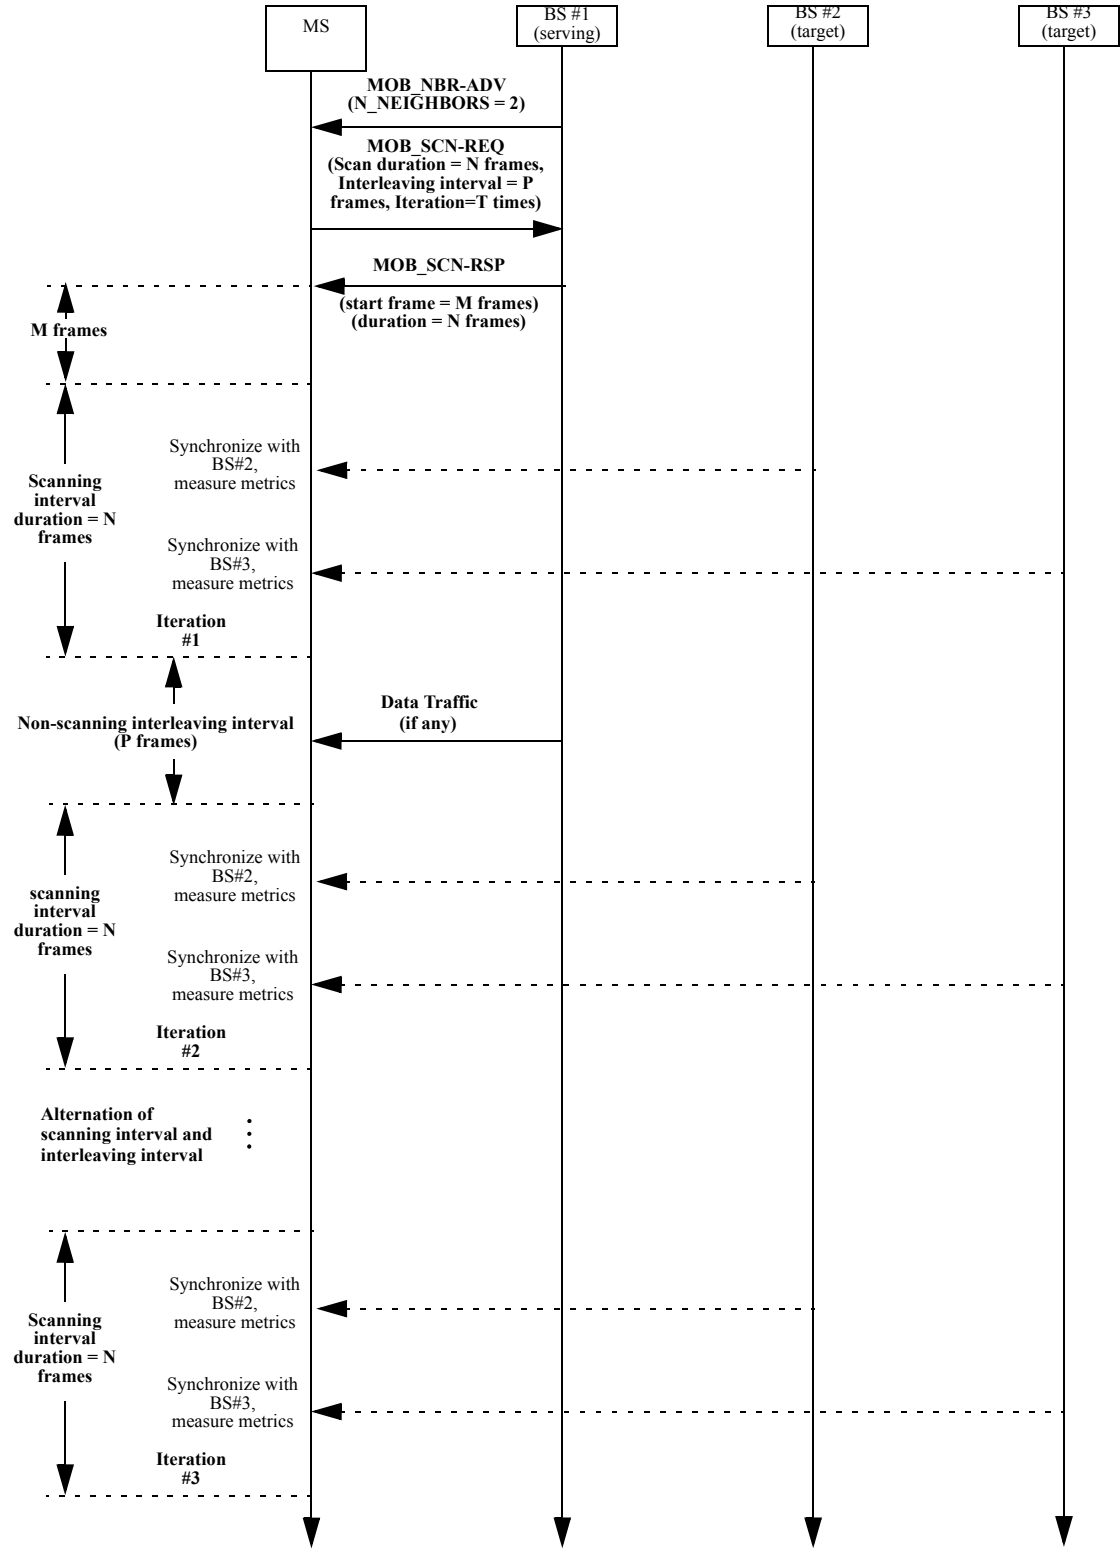 MS
BS #1
(serving)
BS #2
(target)
BS #3
(target)
MOB_NBR-ADV
(N_NEIGHBORS = 2)
MOB_SCN-REQ
(Scan duration = N frames,
Interleaving interval = P
frames, Iteration=T times)
MOB_SCN-RSP
(start frame = M frames)
(duration = N frames)
M frames
Synchronize with
BS#2,
measure metrics
Scanning
interval
duration = N
frames
Synchronize with
BS#3,
measure metrics
Iteration
#1
Data Traffic
(if any)
Non-scanning interleaving interval
(P frames)
Synchronize with
BS#2,
measure metrics
scanning
interval
duration = N
frames
Synchronize with
BS#3,
measure metrics
Iteration
#2
Alternation of
scanning interval and
interleaving interval
Synchronize with
BS#2,
measure metrics
Scanning
interval
duration = N
frames
Synchronize with
BS#3,
measure metrics
Iteration
#3